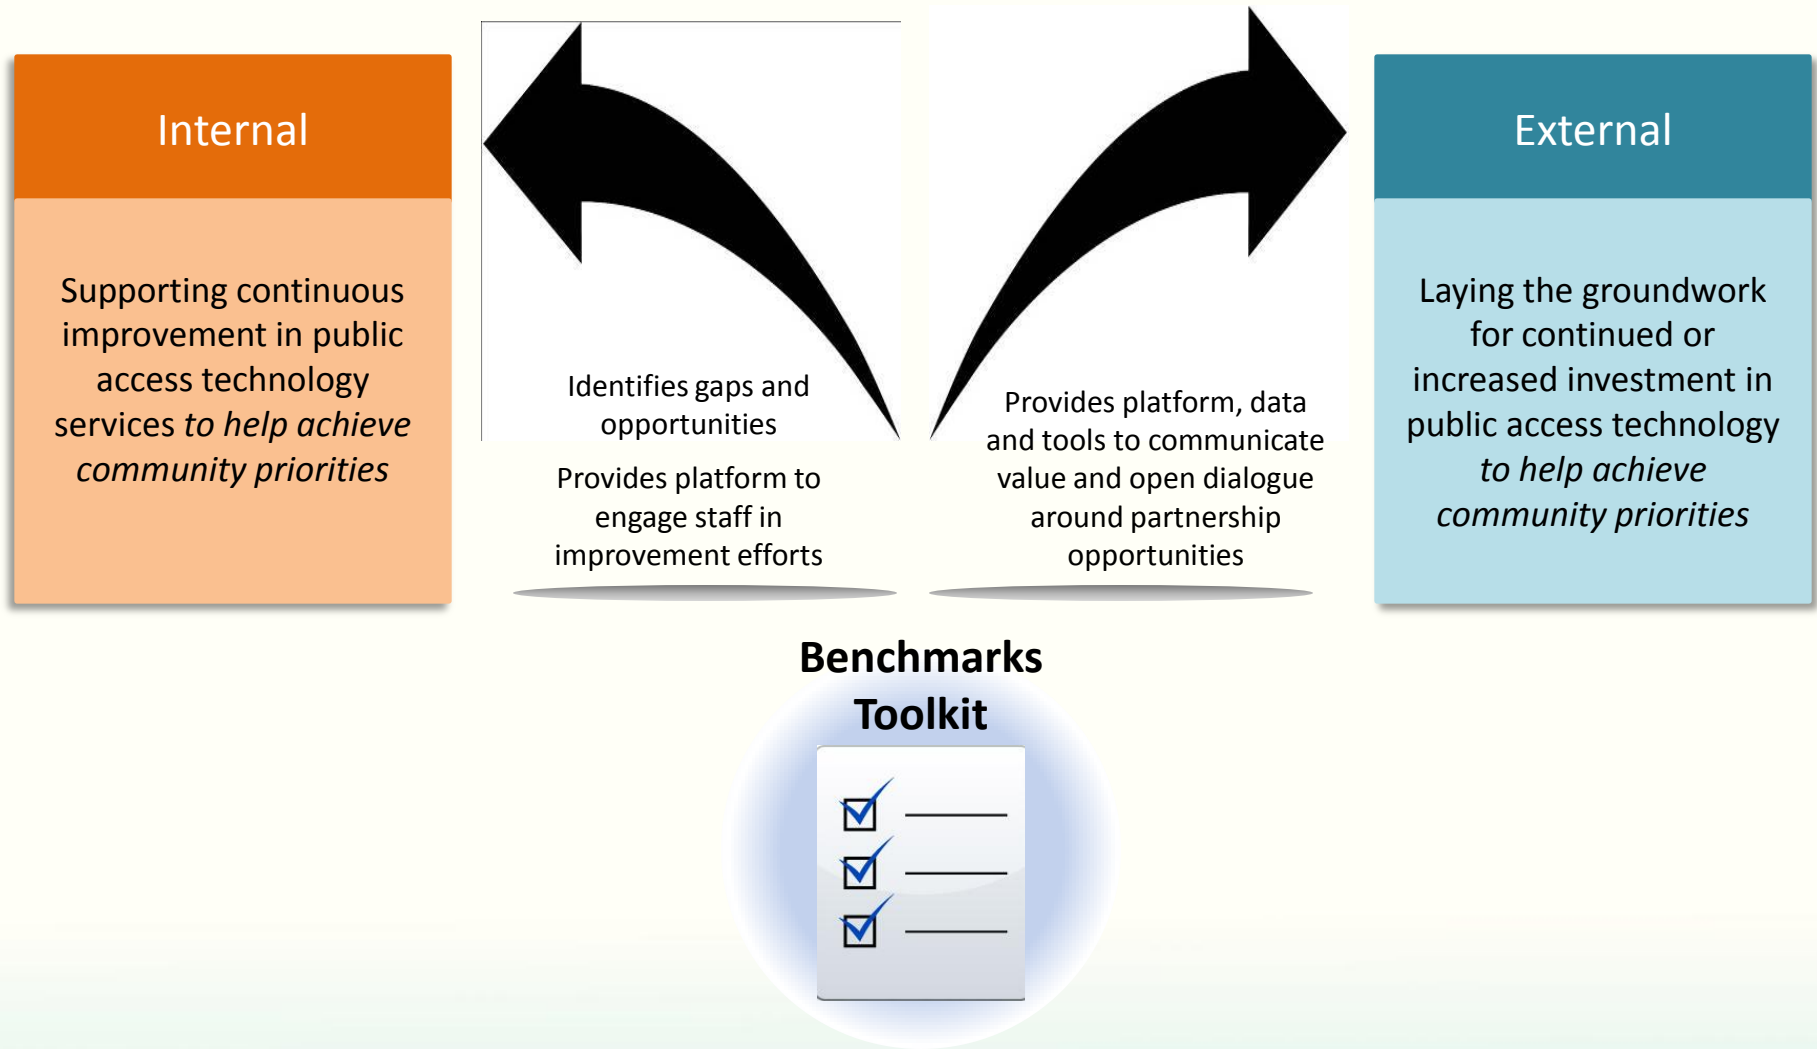 Internal
Supporting continuous
improvement in public
access technology
services to help achieve
community priorities
Identifies gaps and
opportunities
Provides platform to
engage staff in
improvement efforts
Provides platform, data
and tools to communicate
value and open dialogue
around partnership
opportunities
External
Laying the groundwork
for continued or
increased investment in
public access technology
to help achieve
community priorities
Benchmarks
Toolkit